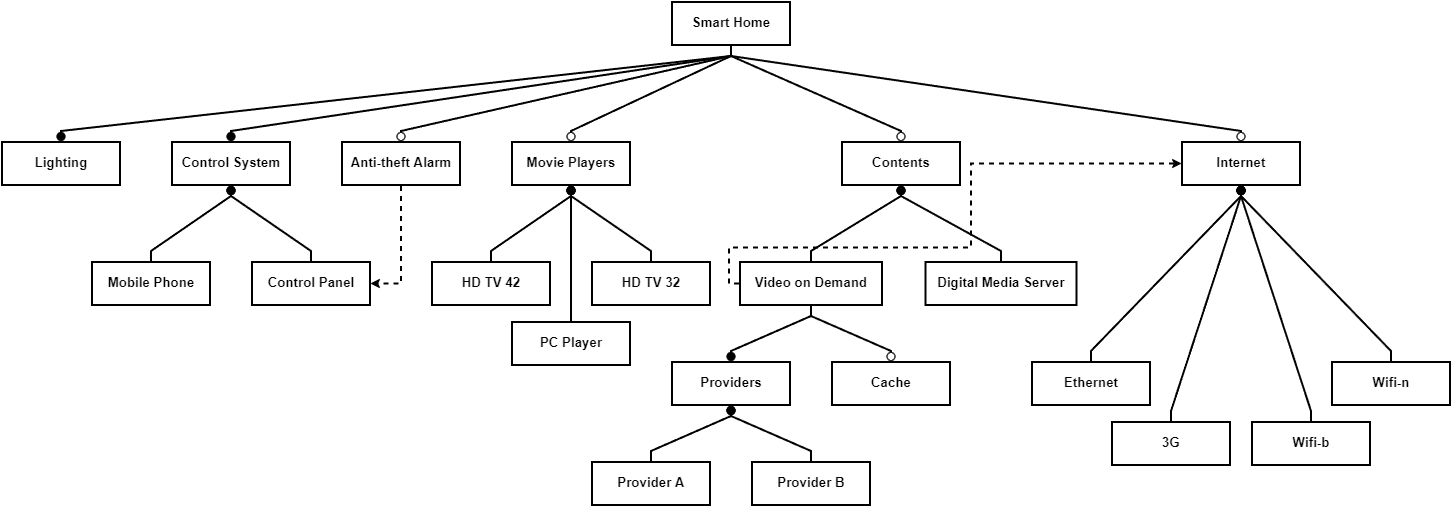 Smart Home
Lighting
Control System
Anti-theft Alarm
Movie Players
Contents
Internet
Mobile Phone
Control Panel
HD TV 42
HD TV 32
Video on Demand
Digital Media Server
PC Player
Providers
Cache
Ethernet
Wifi-n
3G
Wifi-b
Provider A
Provider B